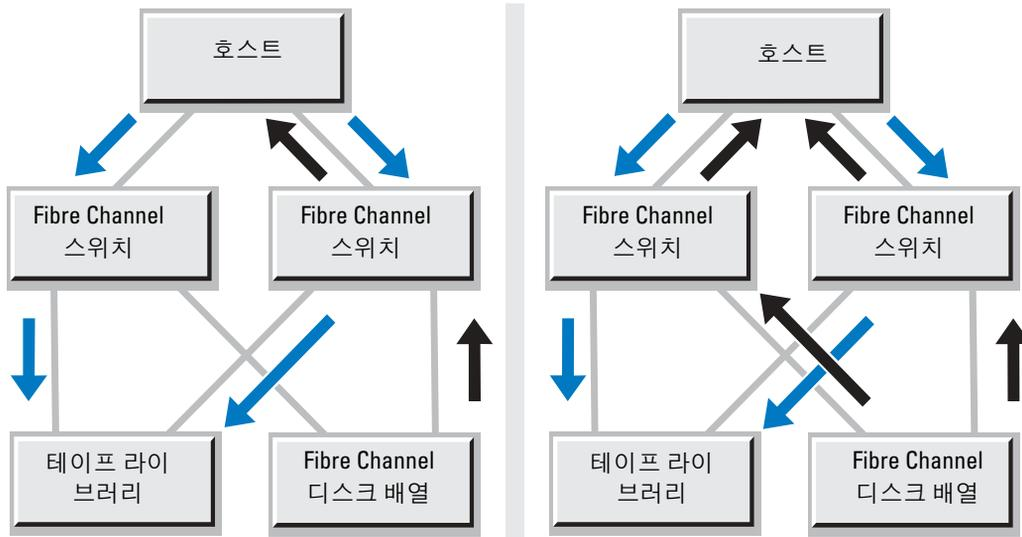 호스트
Fibre Channel
스위치
Fibre Channel
스위치
테이프 라이
브러리
Fibre Channel
디스크 배열
호스트
Fibre Channel
스위치
Fibre Channel
스위치
테이프 라이
브러리
Fibre Channel
디스크 배열